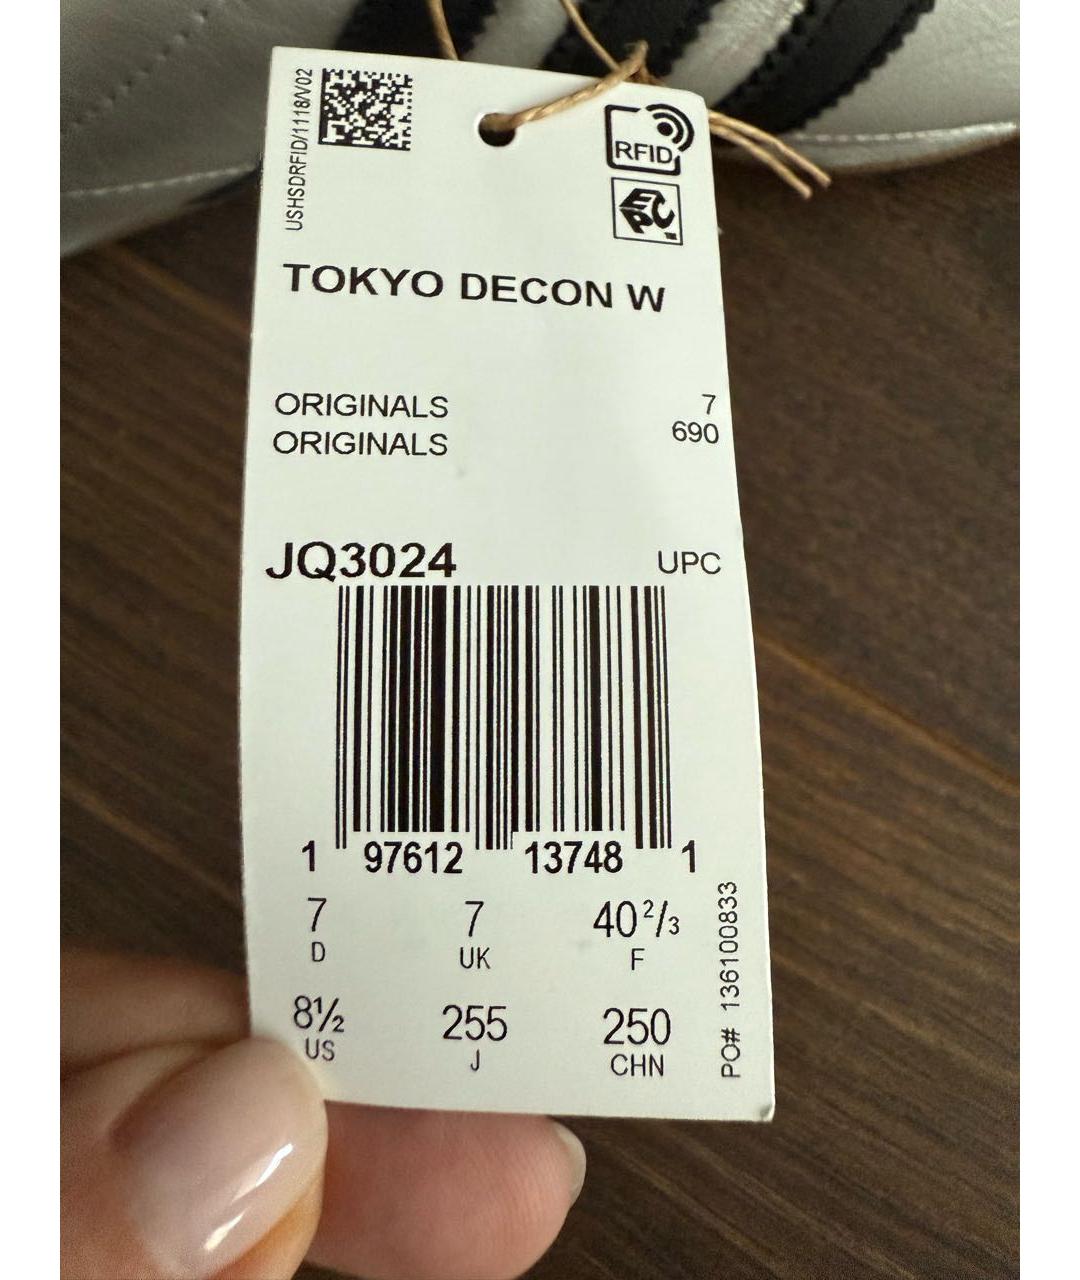 USHSDRFID/1118/V02
RFID
EPC
TOKYO DECON W
ORIGINALS 7
ORIGINALS 690
JQ3024 UPC
1 97612 13748 1
7 7 40 2/3
D UK F
8½ 255 250
US J CHN
PO# 136100833